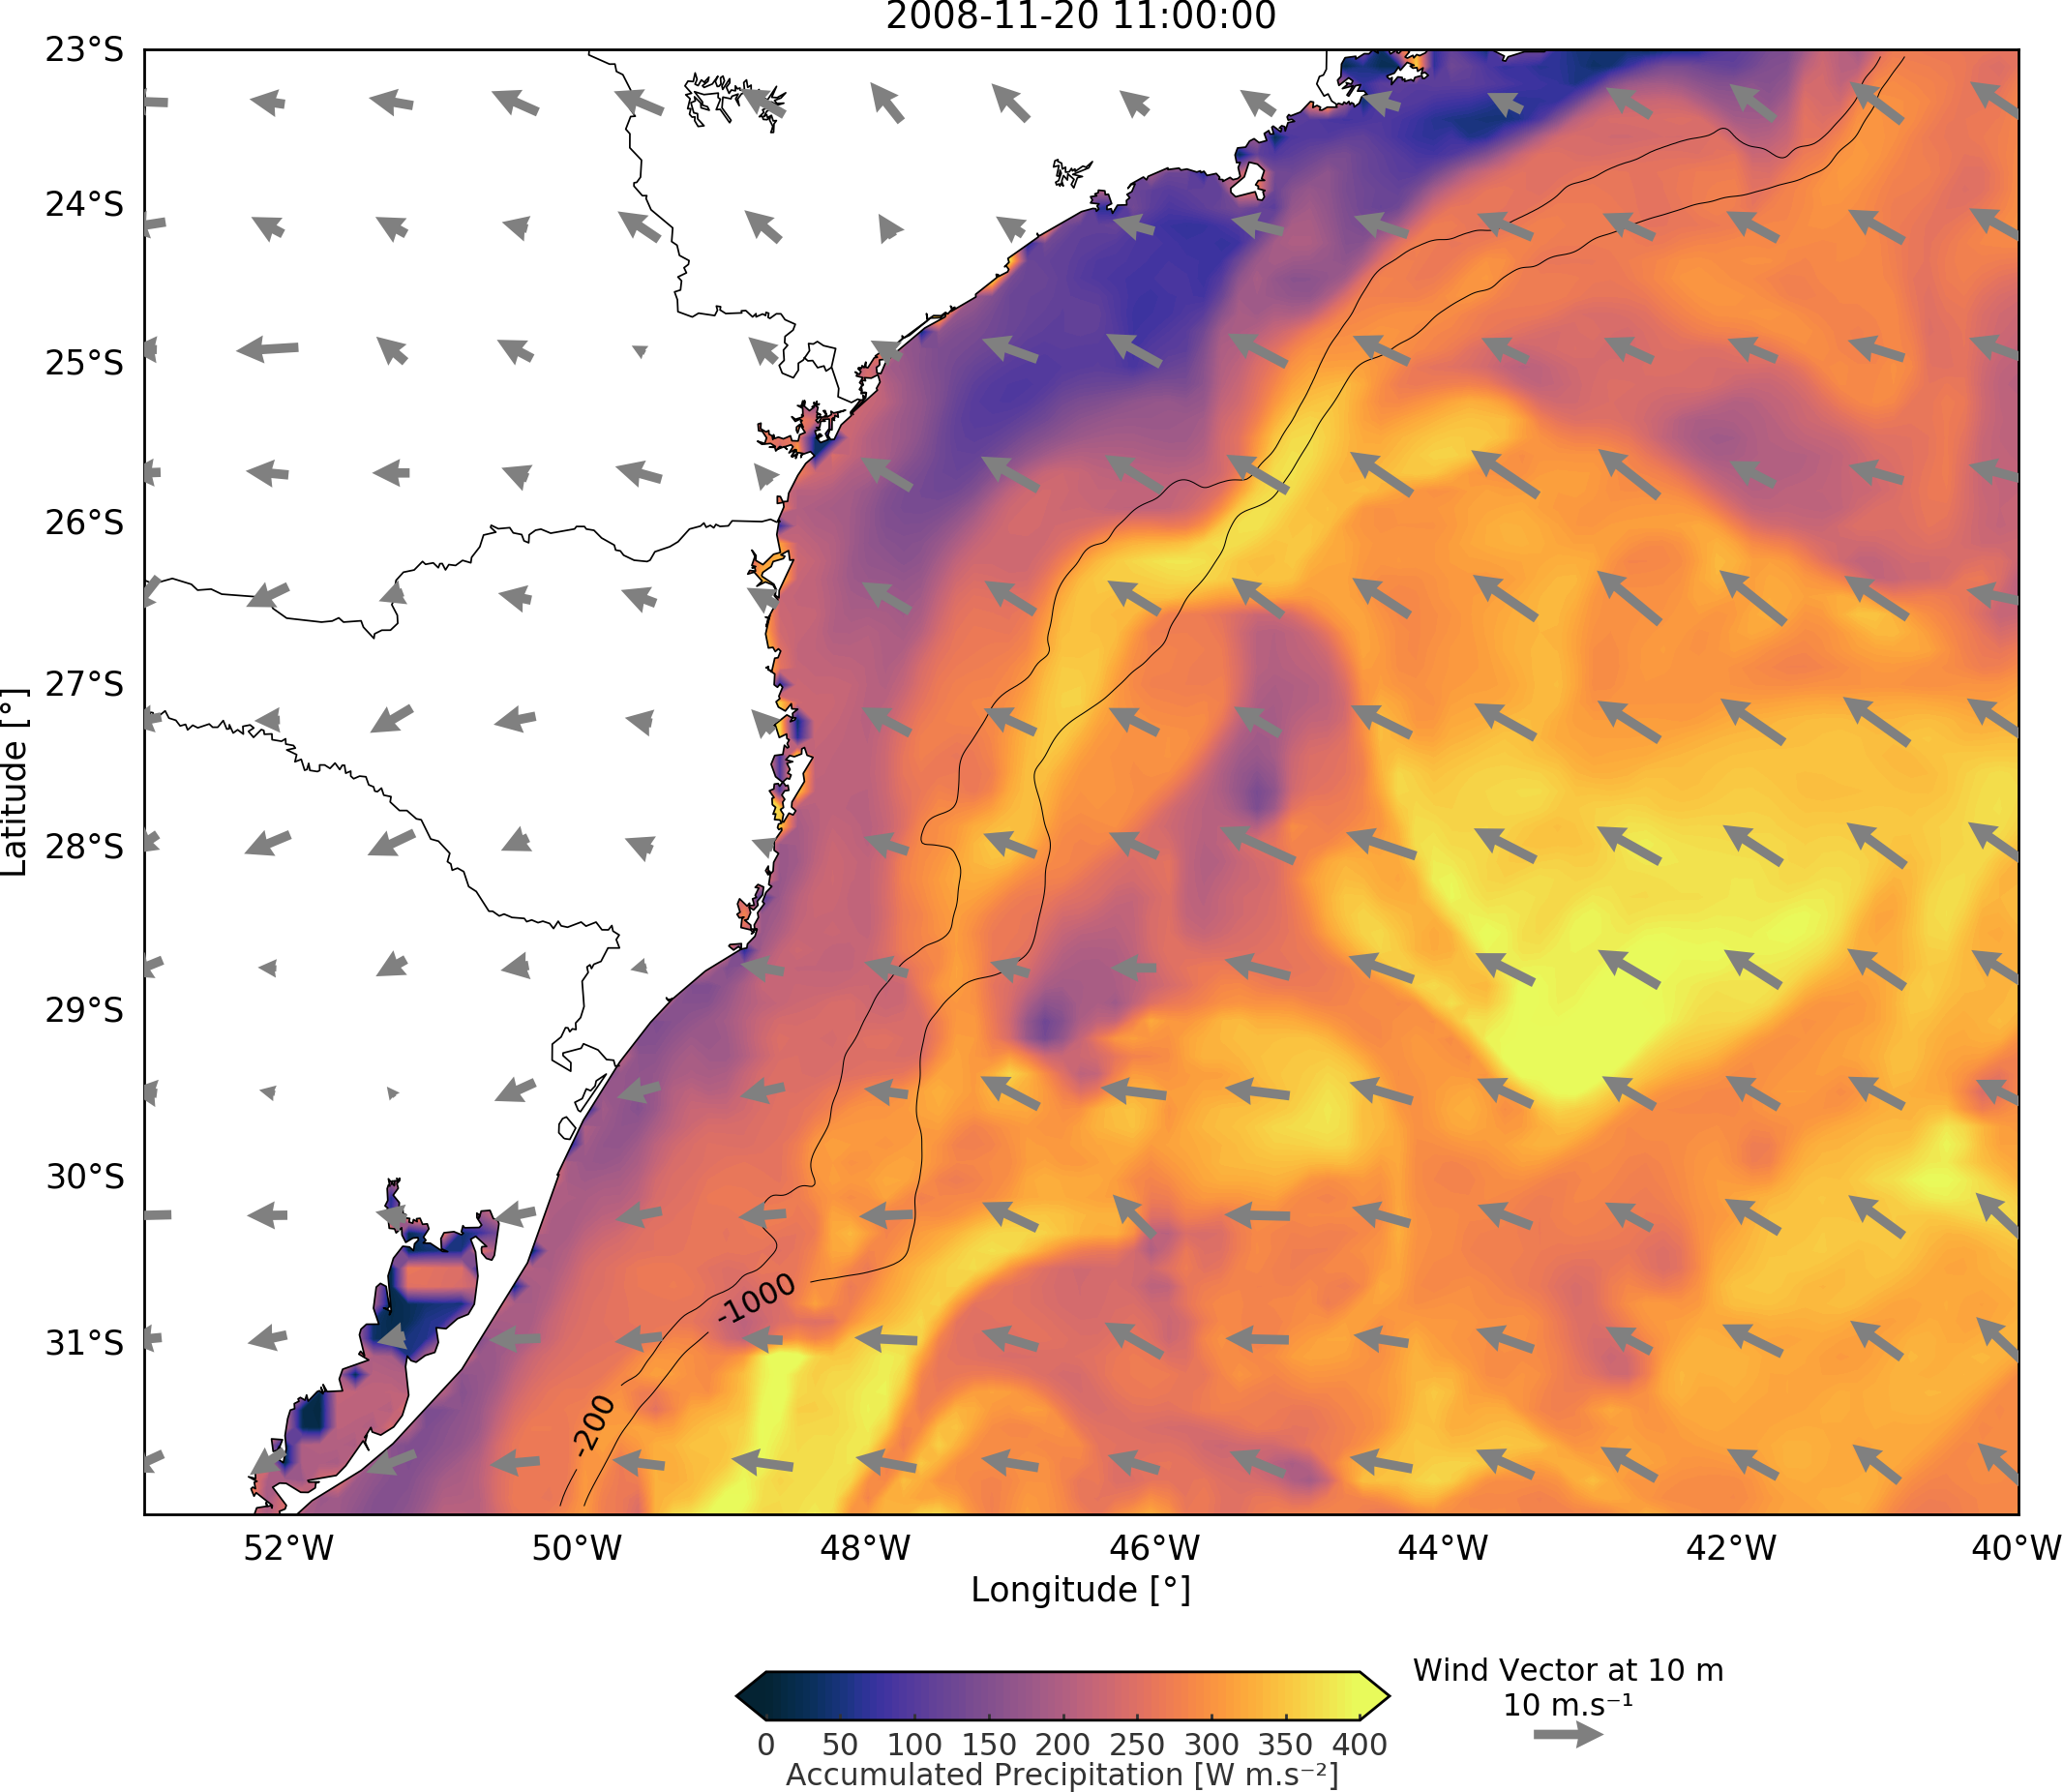 2008-11-20 11:00:00
23°S
24°S
25°S
26°S
27°S
28°S
29°S
30°S
31°S
Latitude [°]
-1000
-200
52°W
50°W
48°W
46°W
44°W
42°W
40°W
Longitude [°]
Wind Vector at 10 m
10 m.s⁻¹
0 50 100 150 200 250 300 350 400
Accumulated Precipitation [W m.s⁻²]